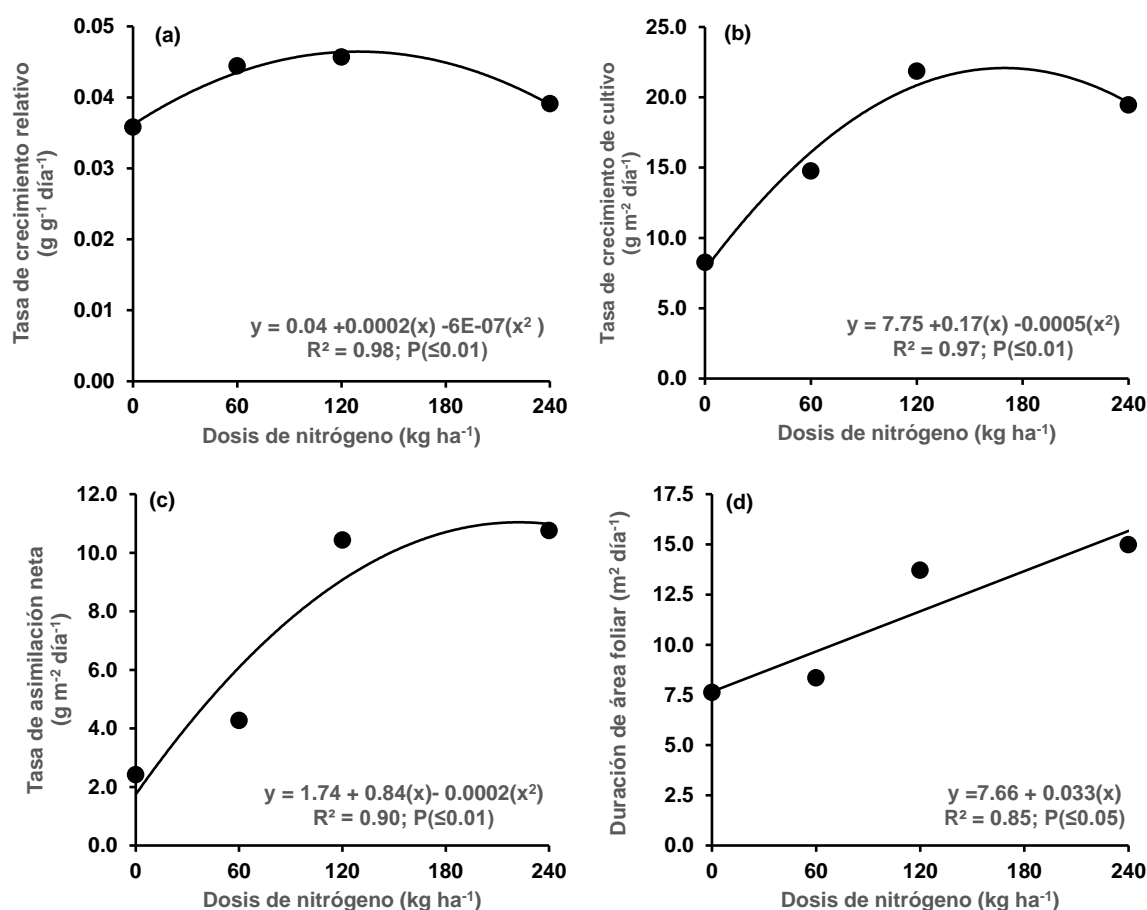 (a)
Tasa de crecimiento relativo
(g g⁻¹ día⁻¹)
0.05
0.04
0.03
0.02
0.01
0.00
y = 0.04 +0.0002(x) -6E-07(x² )
R² = 0.98; P(≤0.01)
0 60 120 180 240
Dosis de nitrógeno (kg ha⁻¹)
(b)
Tasa de crecimiento de cultivo
(g m⁻² día⁻¹)
25.0
20.0
15.0
10.0
5.0
0.0
y = 7.75 +0.17(x) -0.0005(x²)
R² = 0.97; P(≤0.01)
0 60 120 180 240
Dosis de nitrógeno (kg ha⁻¹)
(c)
Tasa de asimilación neta
(g m⁻² día⁻¹)
12.0
10.0
8.0
6.0
4.0
2.0
0.0
y = 1.74 + 0.84(x)- 0.0002(x²)
R² = 0.90; P(≤0.01)
0 60 120 180 240
Dosis de nitrógeno (kg ha⁻¹)
(d)
Duración de área foliar (m² día⁻¹)
17.5
15.0
12.5
10.0
7.5
5.0
2.5
0.0
y =7.66 + 0.033(x)
R² = 0.85; P(≤0.05)
0 60 120 180 240
Dosis de nitrógeno (kg ha⁻¹)